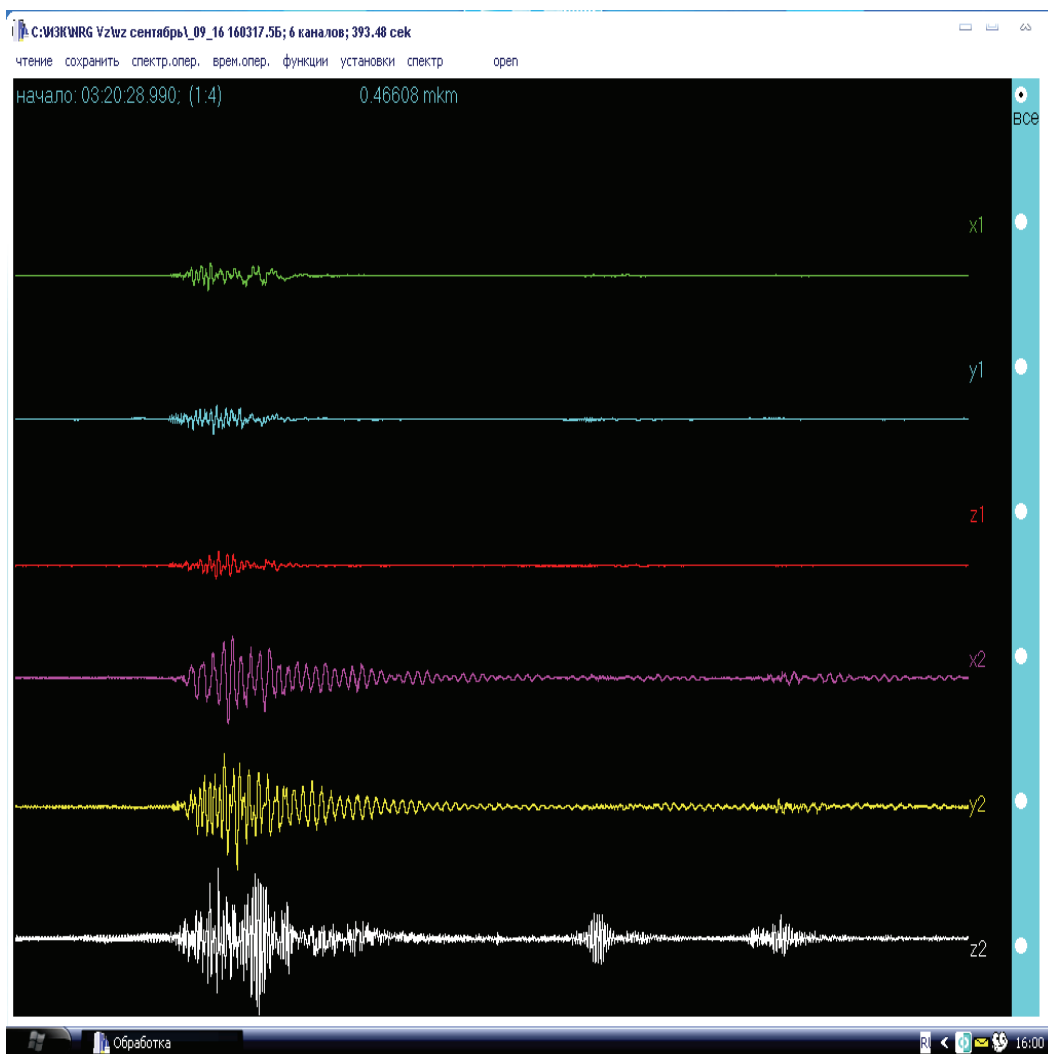 C:\ИЗК\NRG Vz\vz сентябрь\_09_16 160317.5Б; 6 каналов; 393.48 cek
чтение сохранить спектр.опер. врем.опер. функции установки спектр open
начало: 03:20:28.990; (1:4) 0.46608 mkm
все
x1
y1
z1
x2
y2
z2
Обработка 16:00